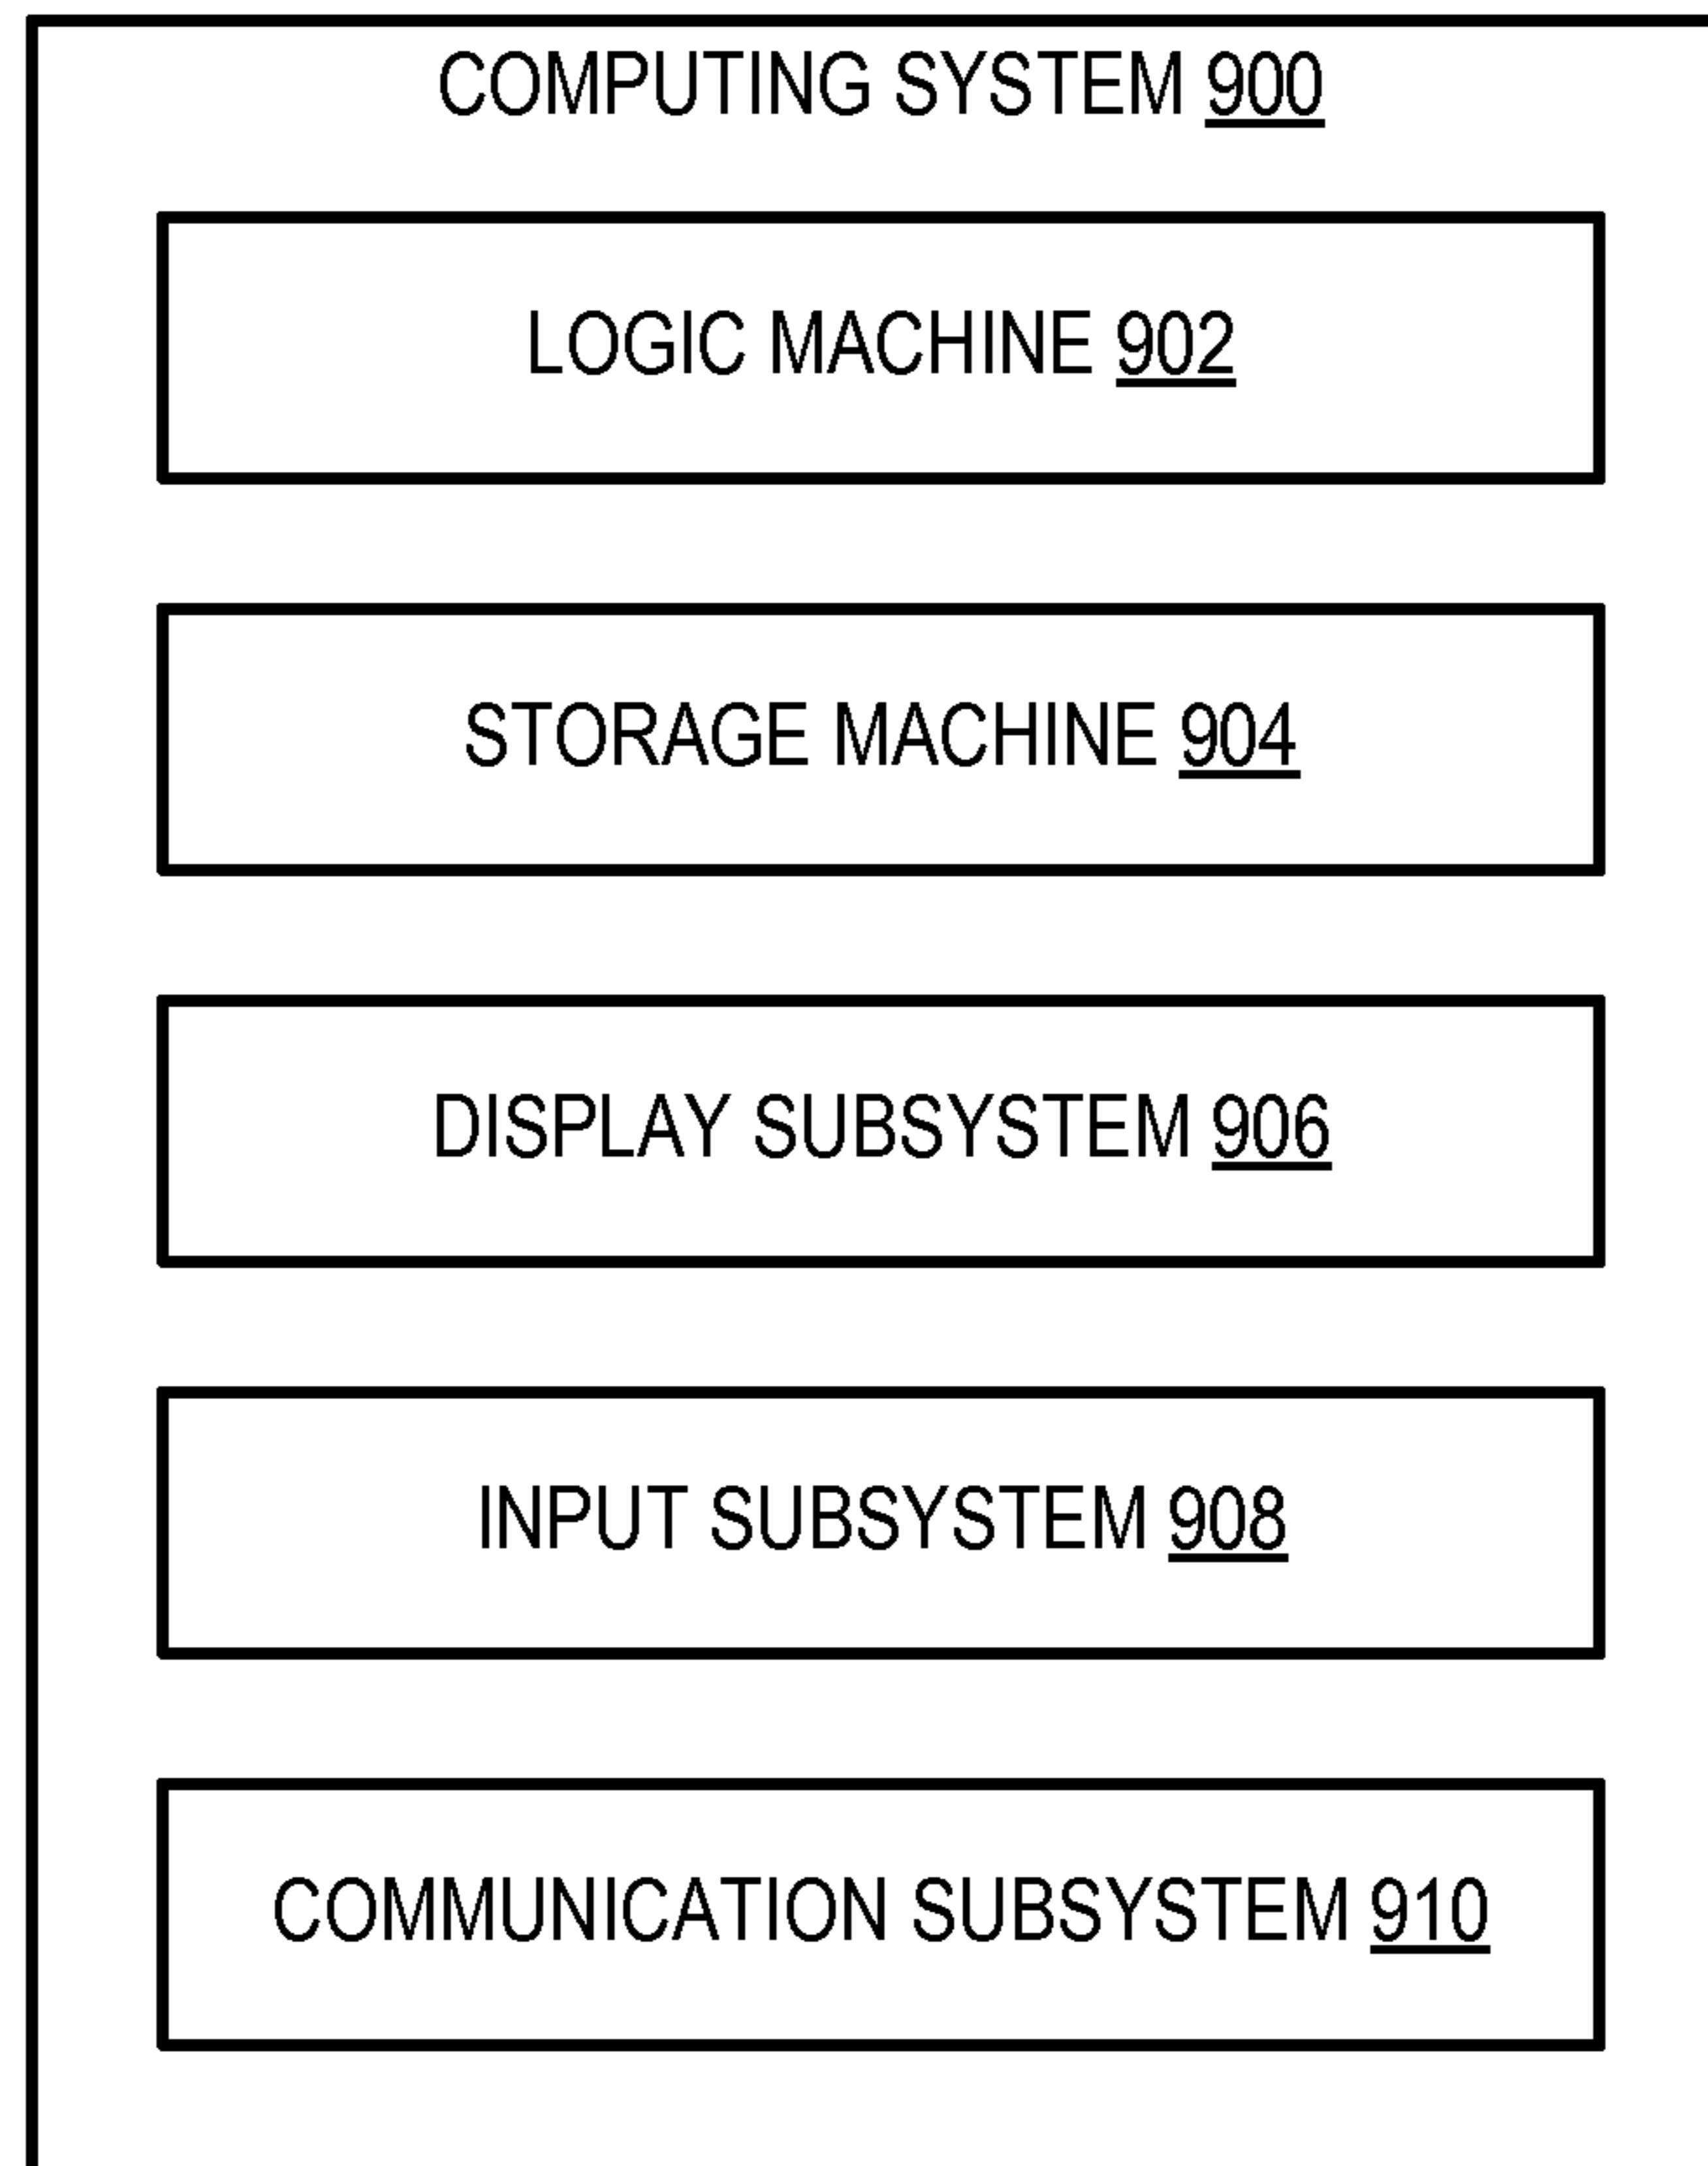 COMPUTING SYSTEM 900
LOGIC MACHINE 902
STORAGE MACHINE 904
DISPLAY SUBSYSTEM 906
INPUT SUBSYSTEM 908
COMMUNICATION SUBSYSTEM 910